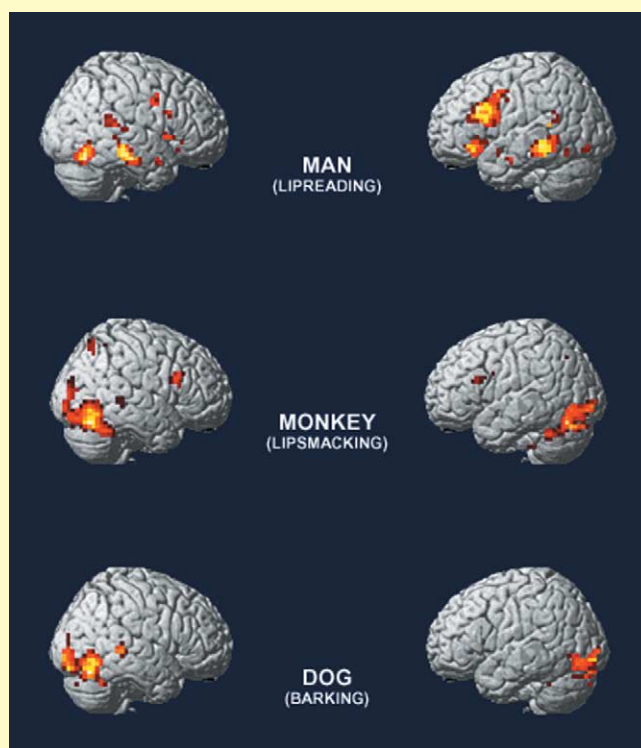 MAN
(LIPREADING)
MONKEY
(LIPSMACKING)
DOG
(BARKING)